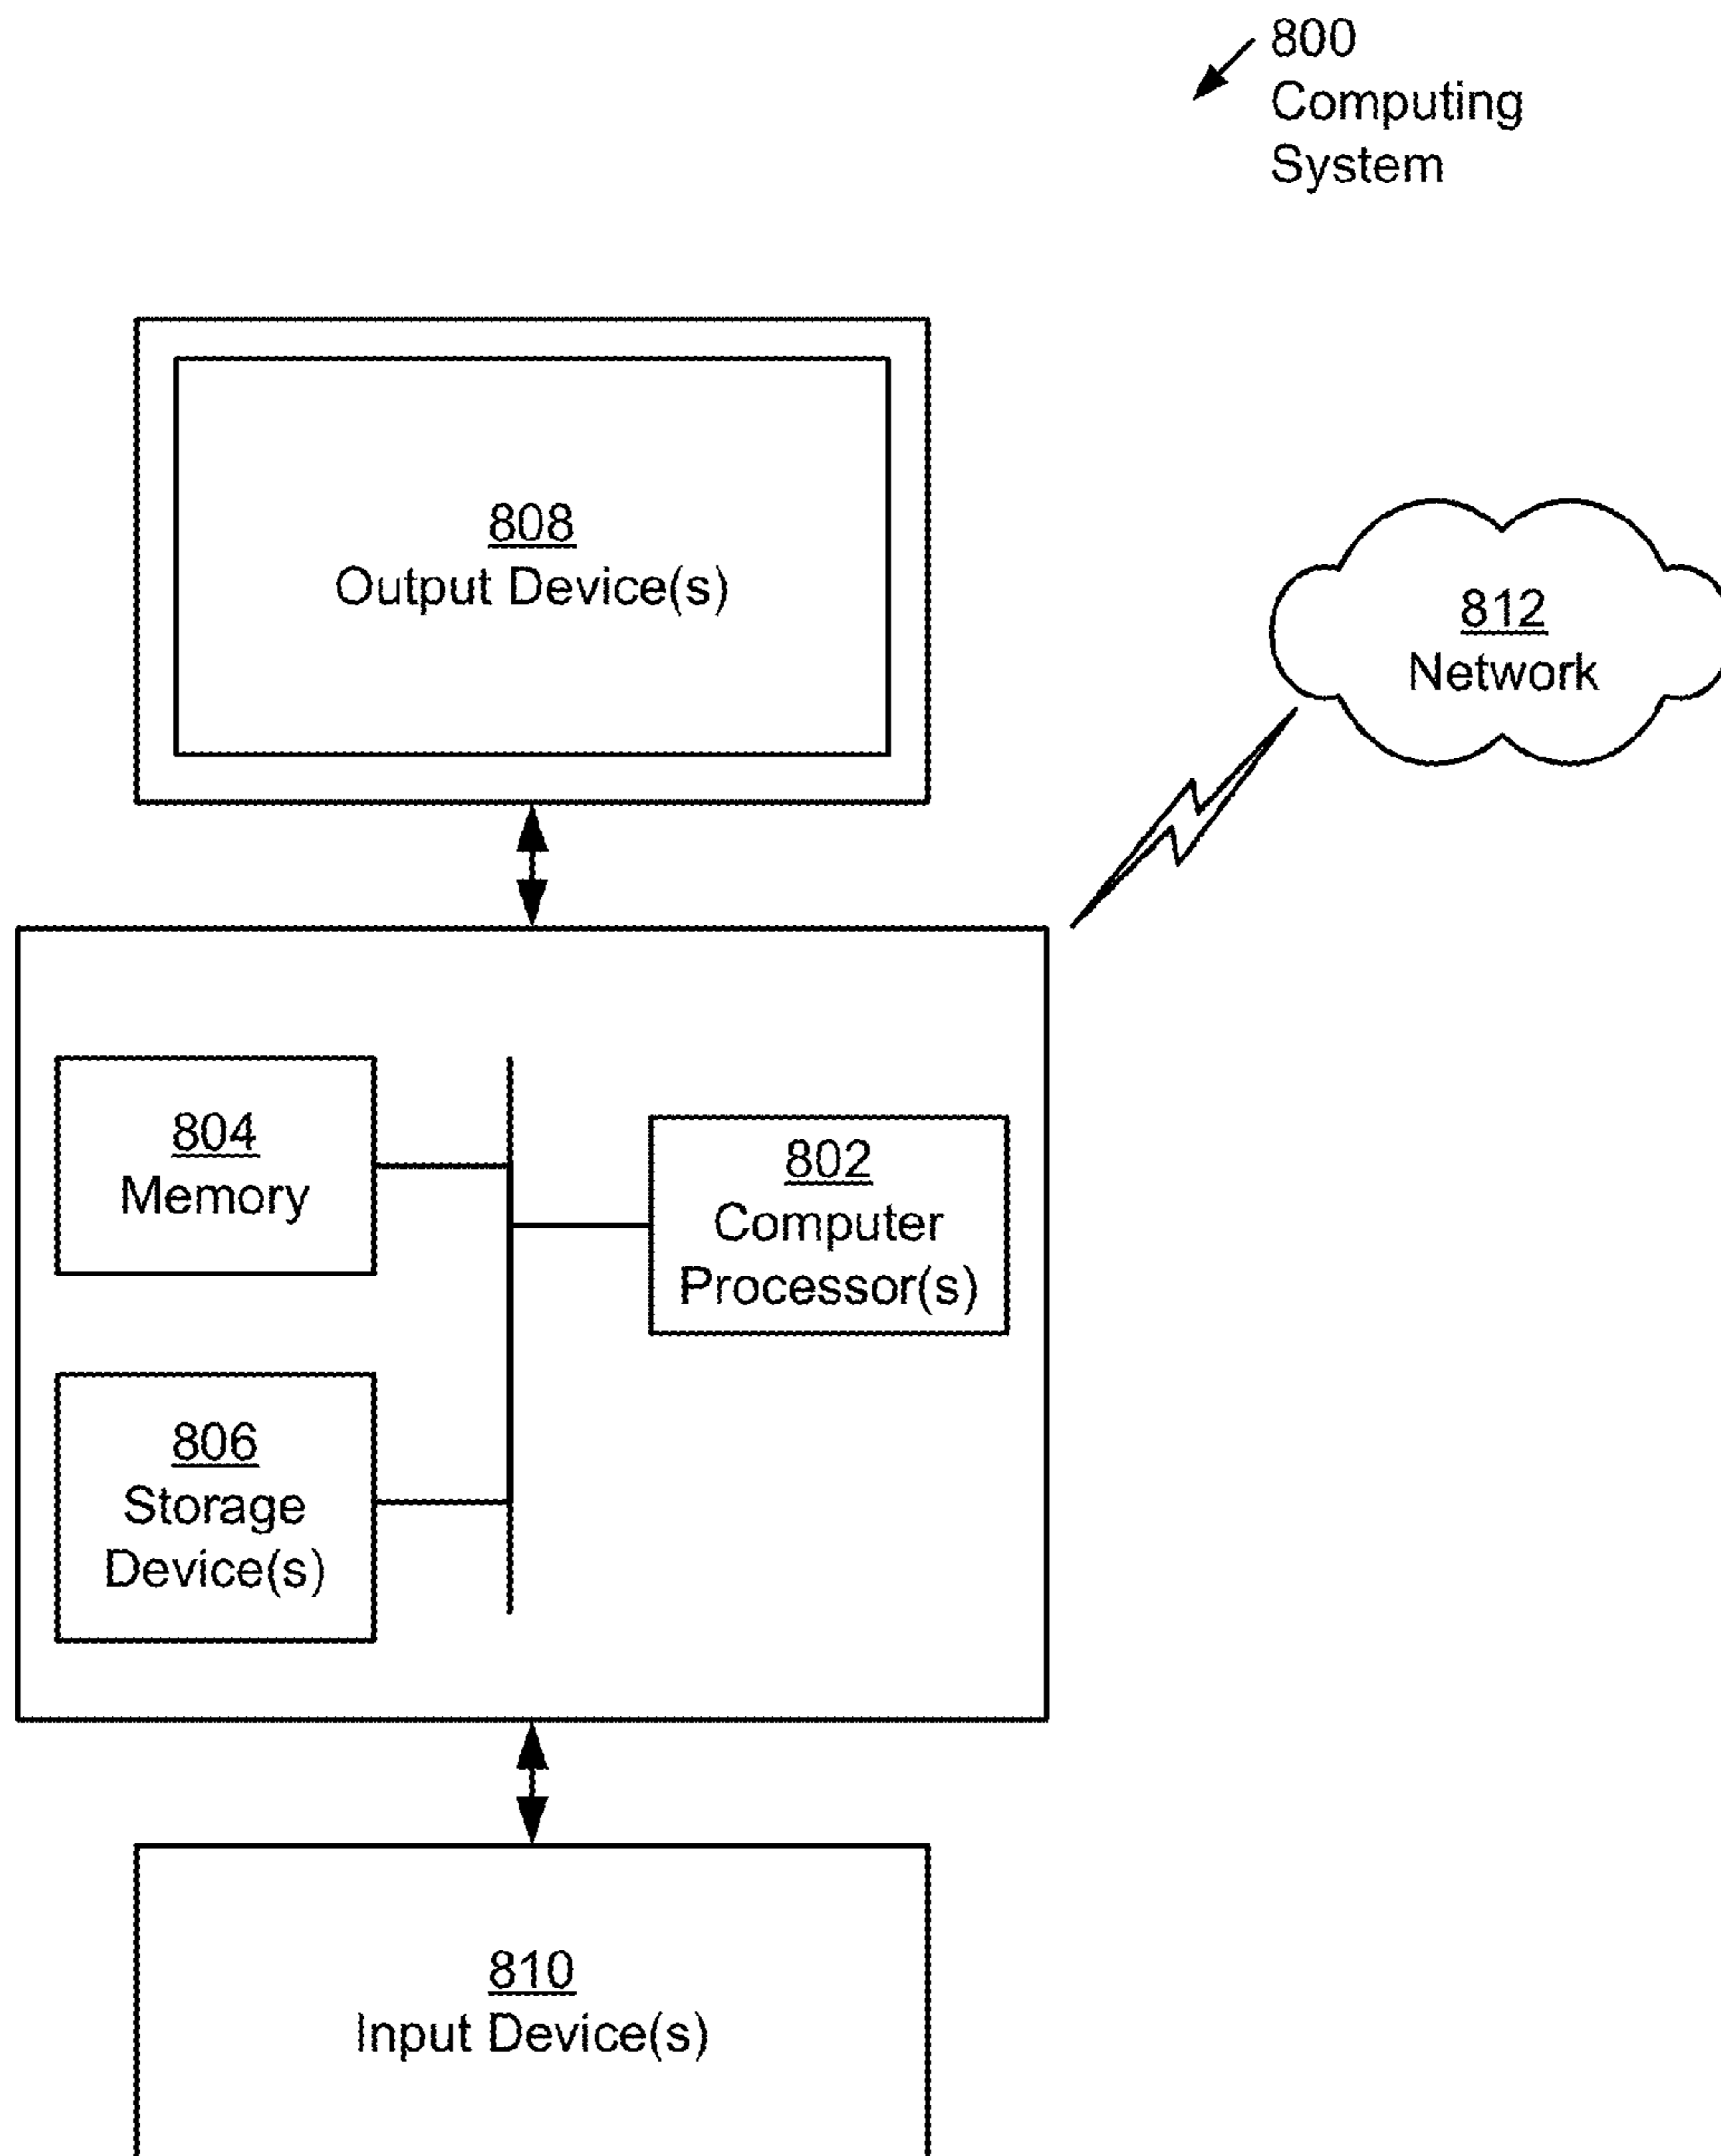 800
Computing
System
808
Output Device(s)
812
Network
804
Memory
802
Computer
Processor(s)
806
Storage
Device(s)
810
Input Device(s)